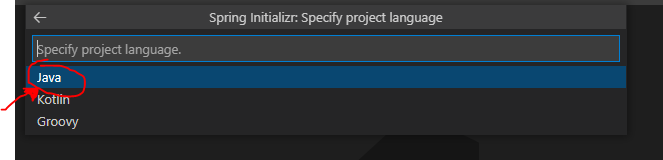 Spring Initializr: Specify project language
Specify project language.
Java
Kotlin
Groovy